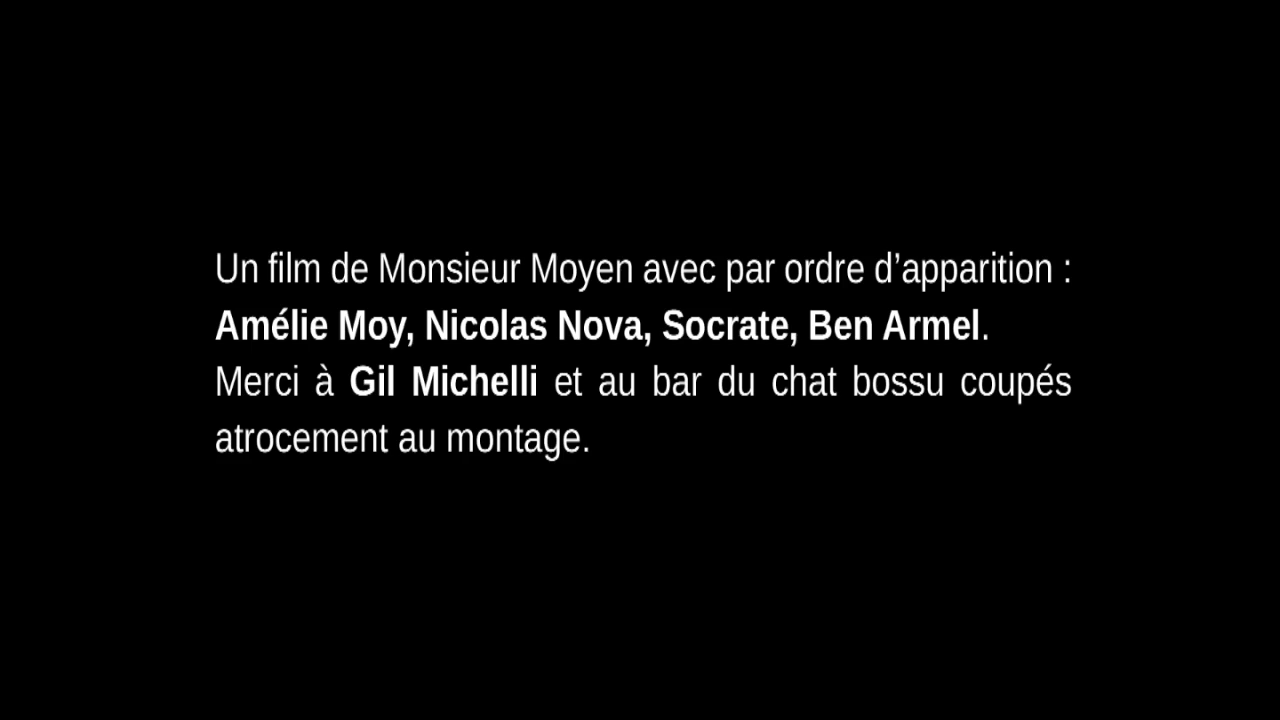 Un film de Monsieur Moyen avec par ordre d’apparition :
Amélie Moy, Nicolas Nova, Socrate, Ben Armel.
Merci à Gil Michelli et au bar du chat bossu coupés
atrocement au montage.